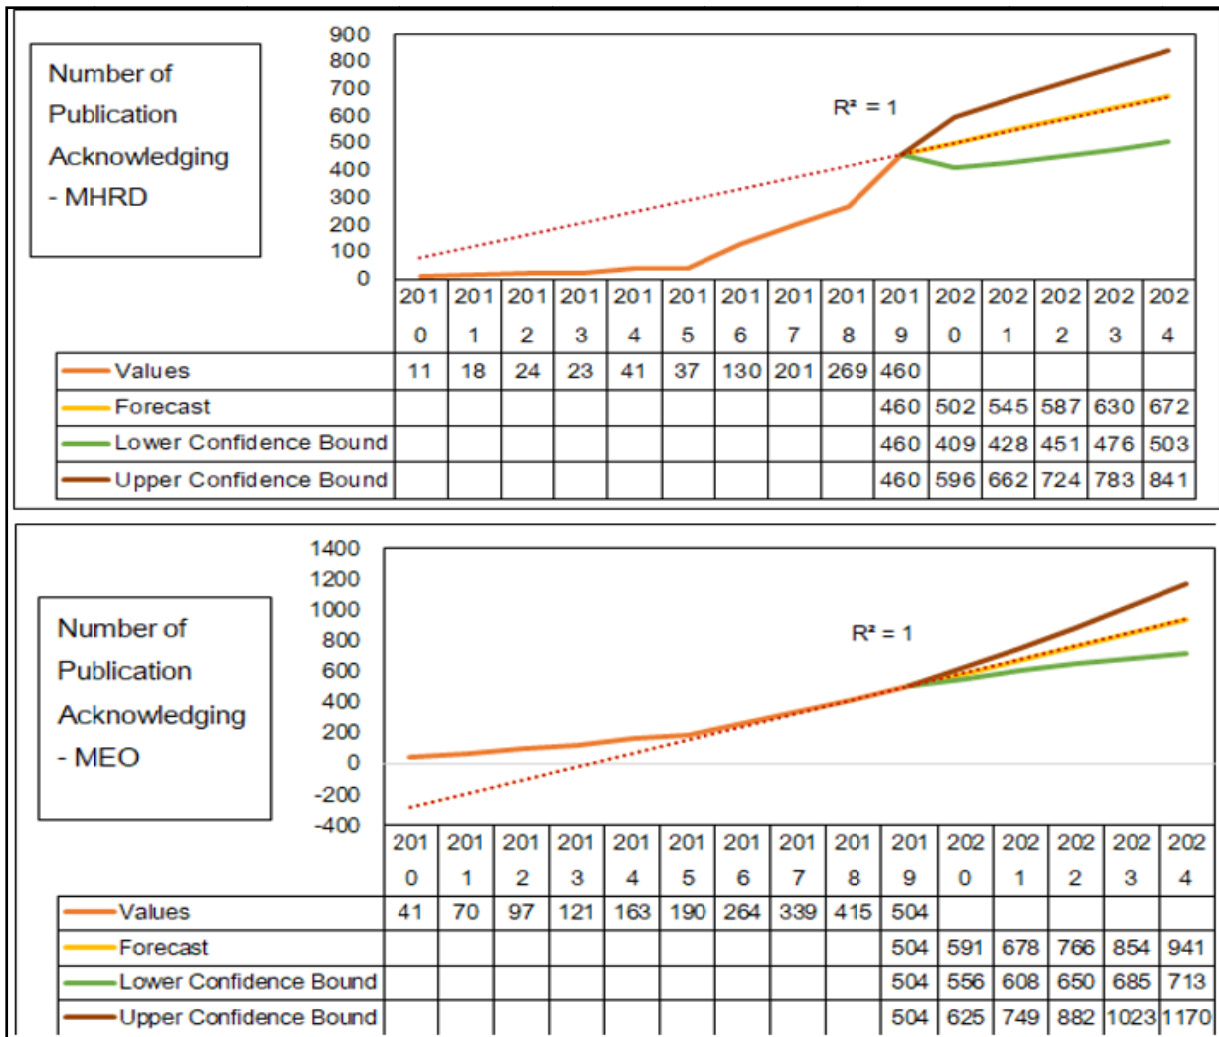 Number of
Publication
Acknowledging
- MHRD
900
800
700
600
500
400
300
200
100
0
R² = 1
201 201 201 201 201 201 201 201 201 201 202 202 202 202 202
0 1 2 3 4 5 6 7 8 9 0 1 2 3 4
Values 11 18 24 23 41 37 130 201 269 460
Forecast 460 502 545 587 630 672
Lower Confidence Bound 460 409 428 451 476 503
Upper Confidence Bound 460 596 662 724 783 841
Number of
Publication
Acknowledging
- MEO
1400
1200
1000
800
600
400
200
0
-200
-400
R² = 1
201 201 201 201 201 201 201 201 201 201 202 202 202 202 202
0 1 2 3 4 5 6 7 8 9 0 1 2 3 4
Values 41 70 97 121 163 190 264 339 415 504
Forecast 504 591 678 766 854 941
Lower Confidence Bound 504 556 608 650 685 713
Upper Confidence Bound 504 625 749 882 1023 1170